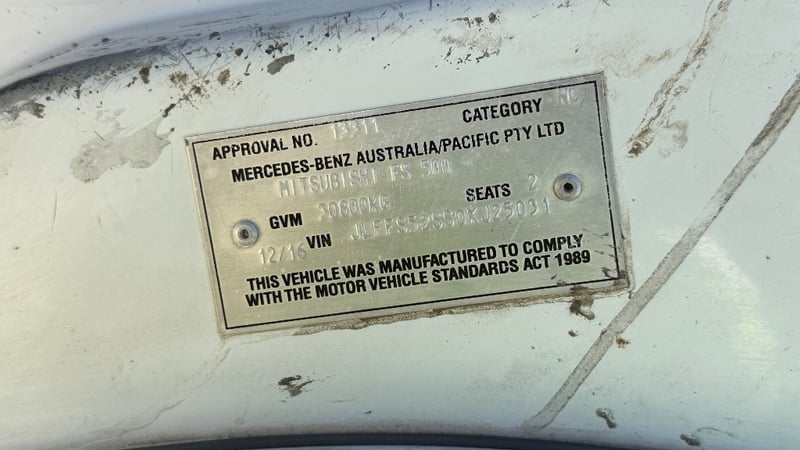 APPROVAL NO. 13311 CATEGORY NC
MERCEDES-BENZ AUSTRALIA/PACIFIC PTY LTD
MITSUBISHI FS 500
GVM 30800KG SEATS 2
12/16 VIN
THIS VEHICLE WAS MANUFACTURED TO COMPLY
WITH THE MOTOR VEHICLE STANDARDS ACT 1989